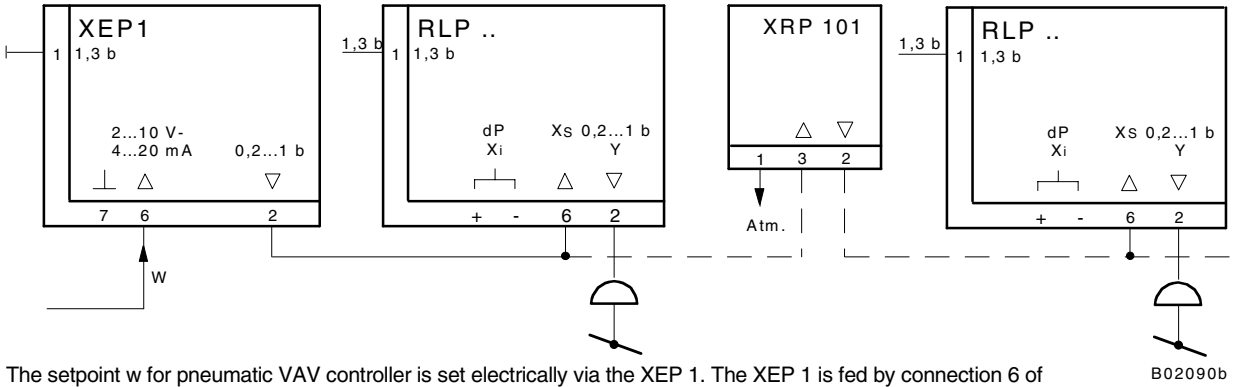 XEP1 RLP .. XRP 101 RLP ..
1 1,3 b 1,3 b 1 1,3 b 1,3 b 1 1,3 b
2...10 V- dP Xs 0,2...1 b dP Xs 0,2...1 b
4...20 mA 0,2...1 b Xi Y Xi Y
1 3 2
7 6 2 + - 6 2 + - 6 2
Atm.
W
The setpoint w for pneumatic VAV controller is set electrically via the XEP 1. The XEP 1 is fed by connection 6 of B02090b